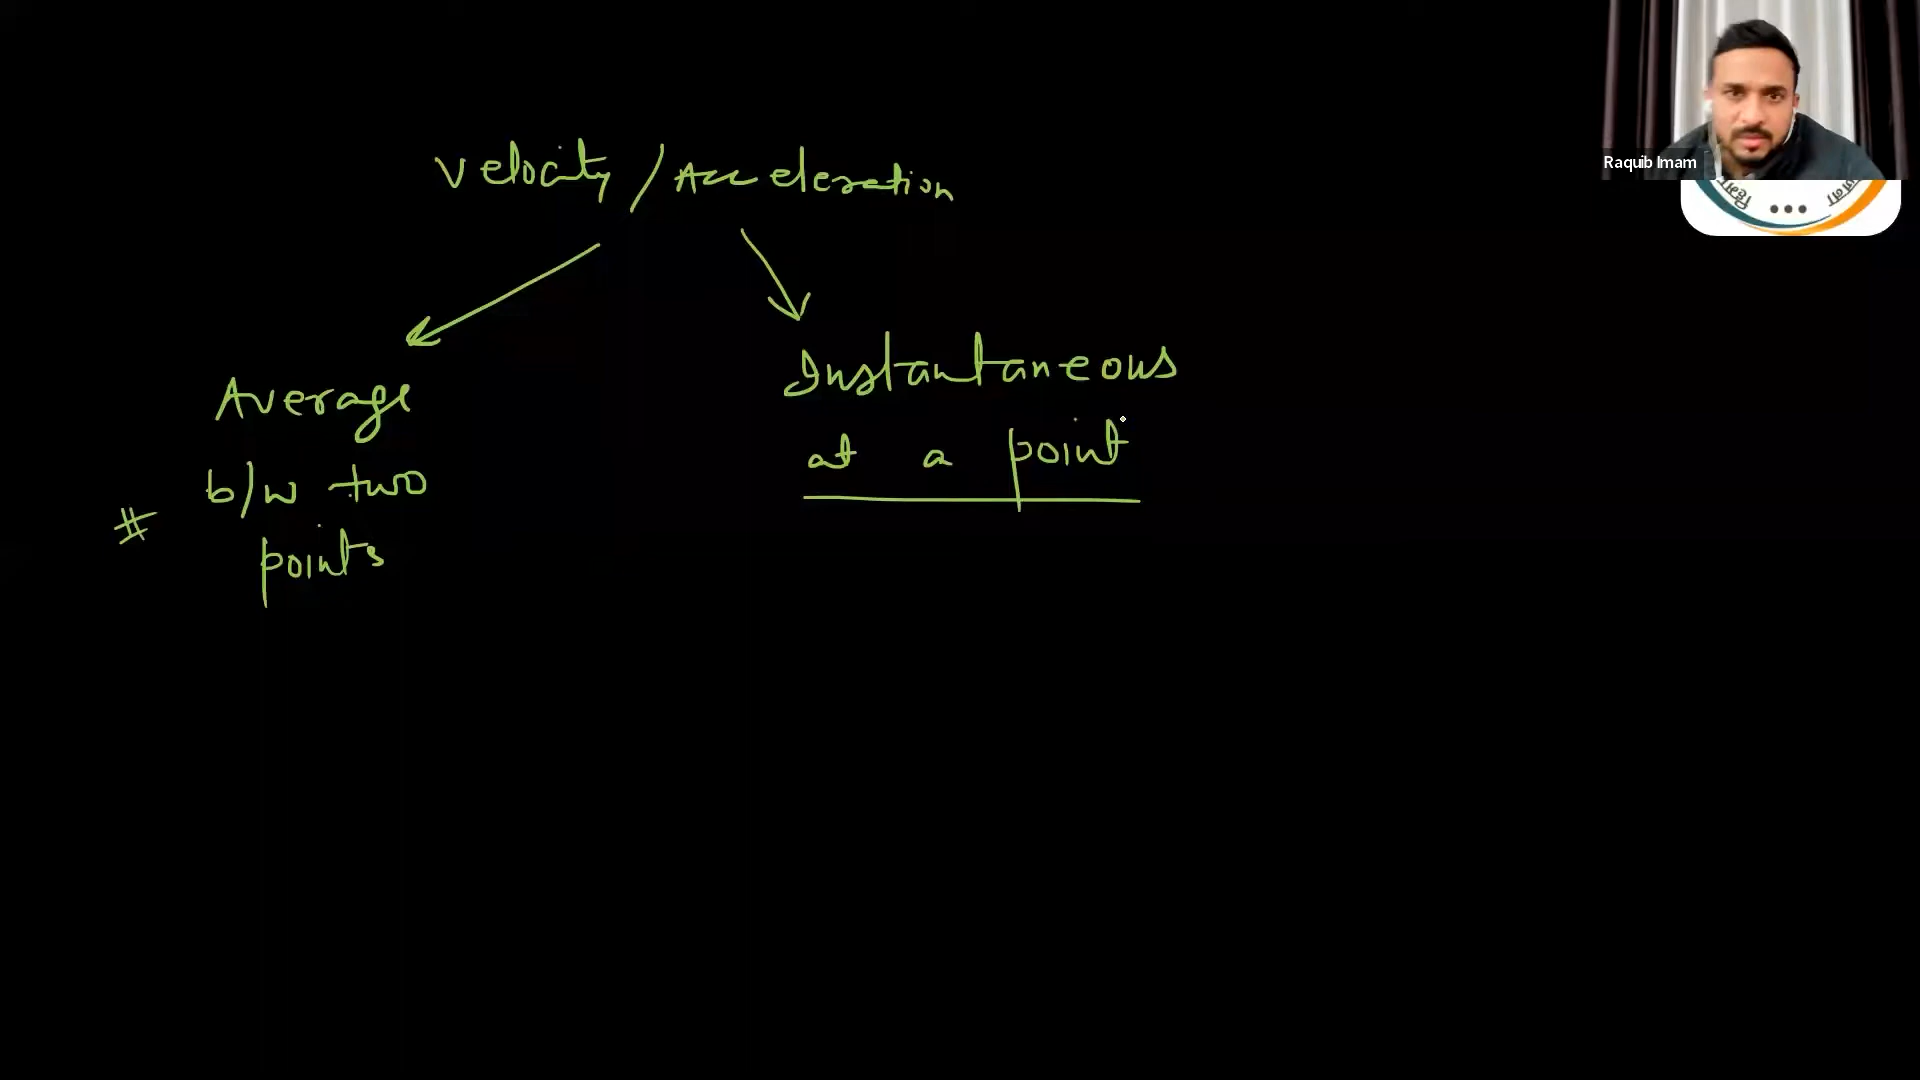 Velocity / Acceleration
Average
b/w two
points
#
Instantaneous
at a point
Raquib Imam